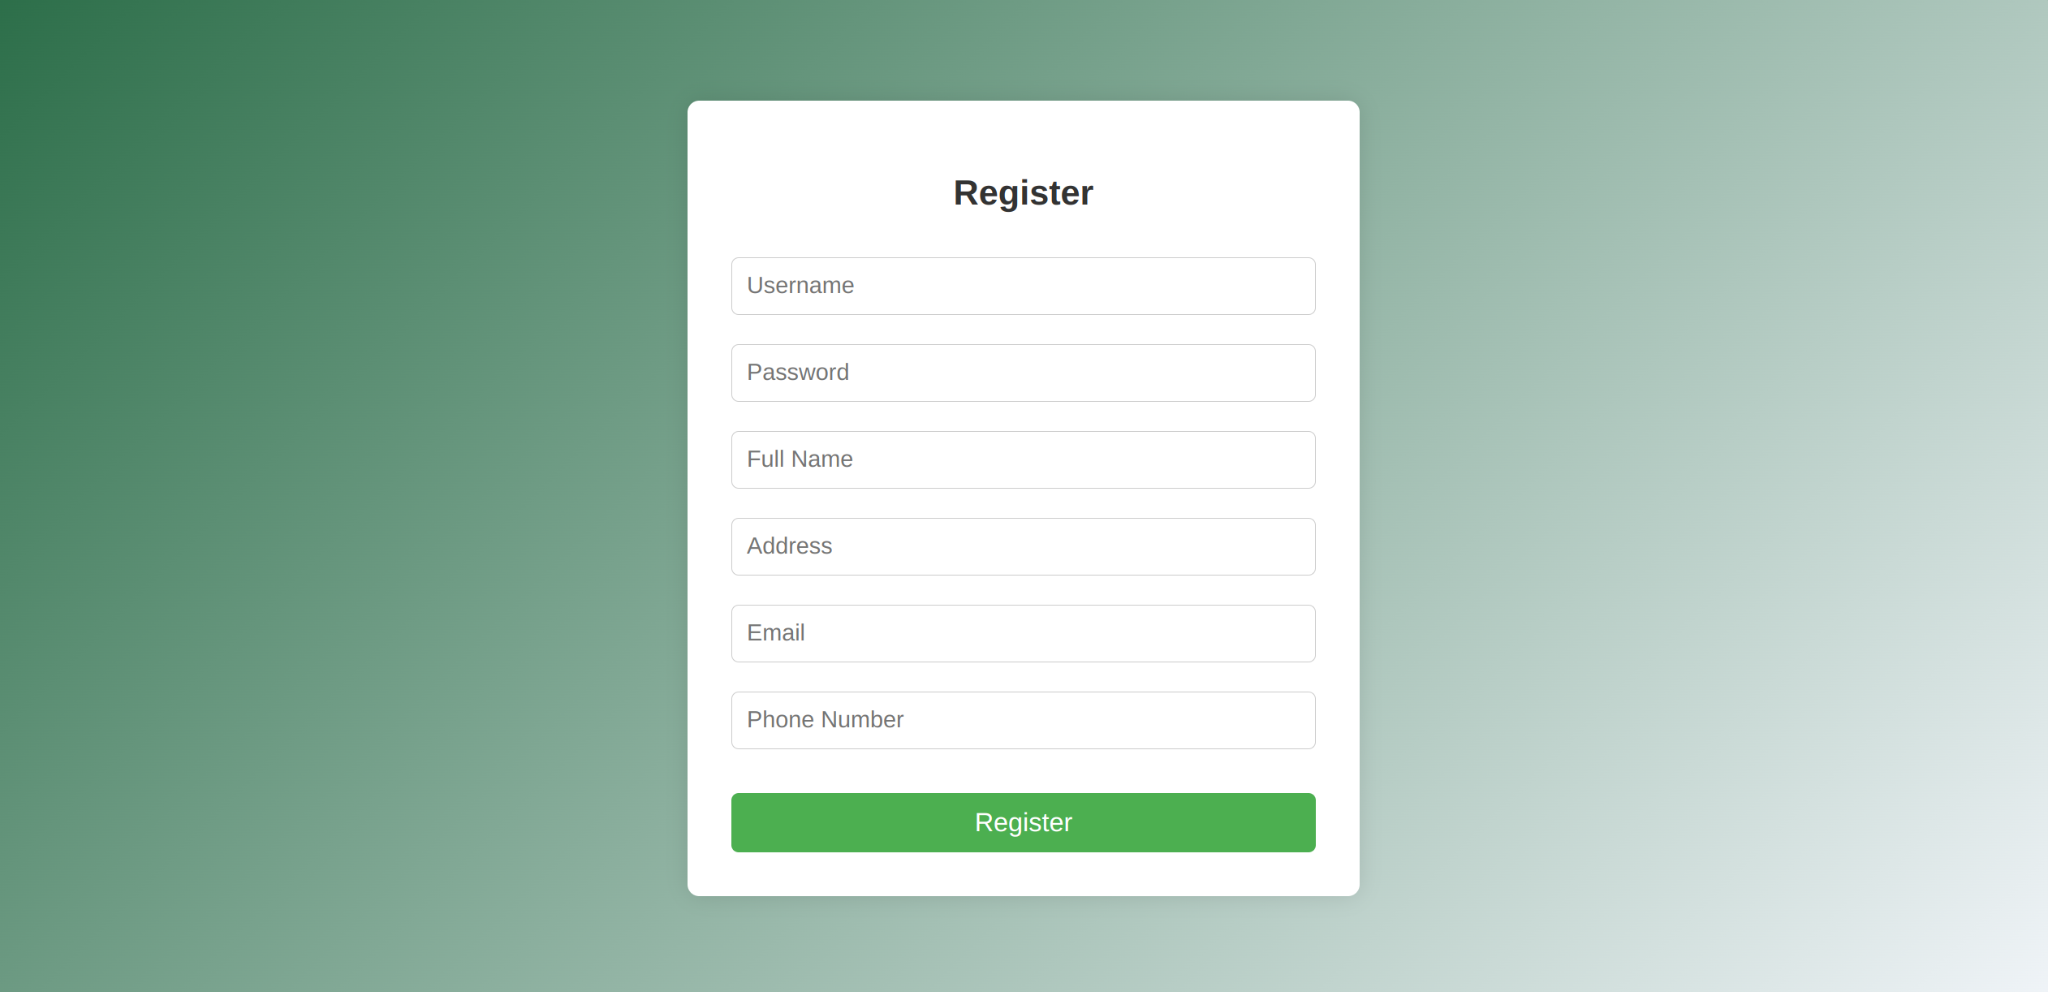 Register
Username
Password
Full Name
Address
Email
Phone Number
Register